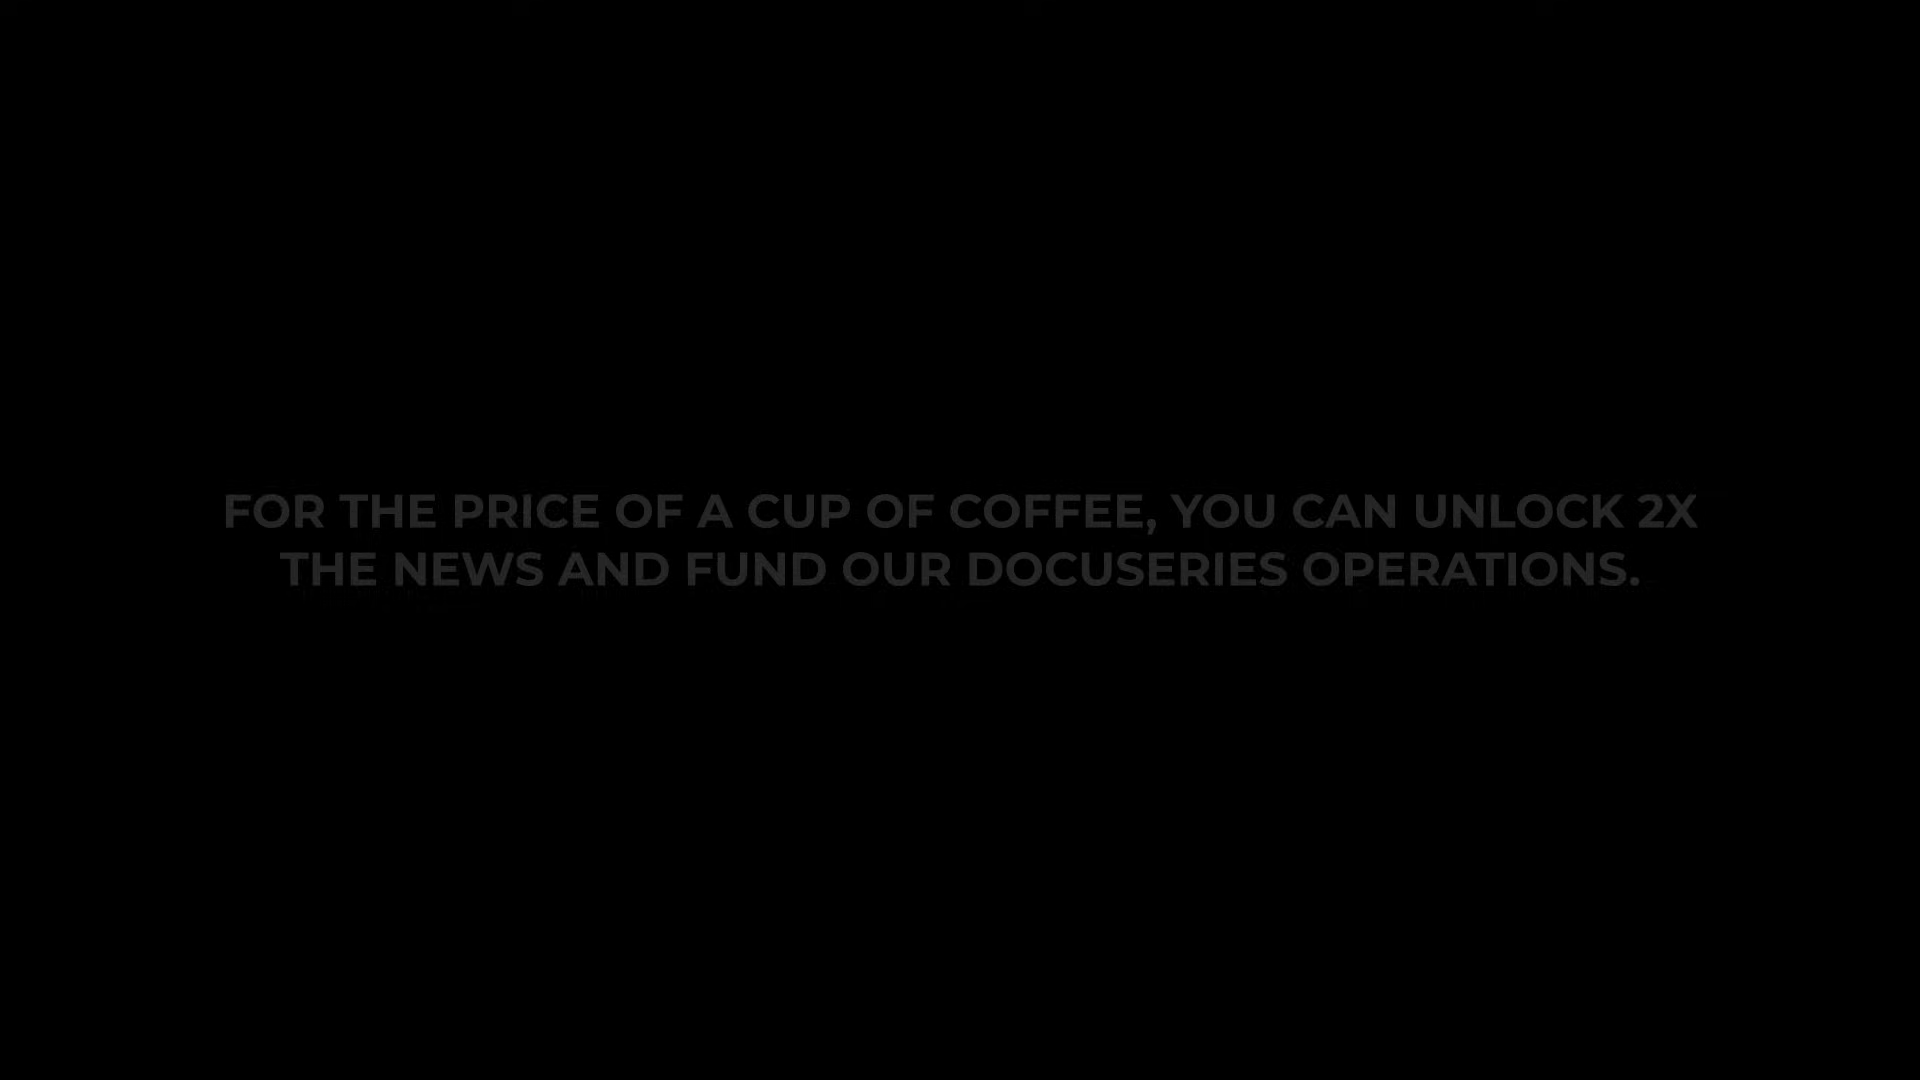 FOR THE PRICE OF A CUP OF COFFEE, YOU CAN UNLOCK 2X
THE NEWS AND FUND OUR DOCUSERIES OPERATIONS.